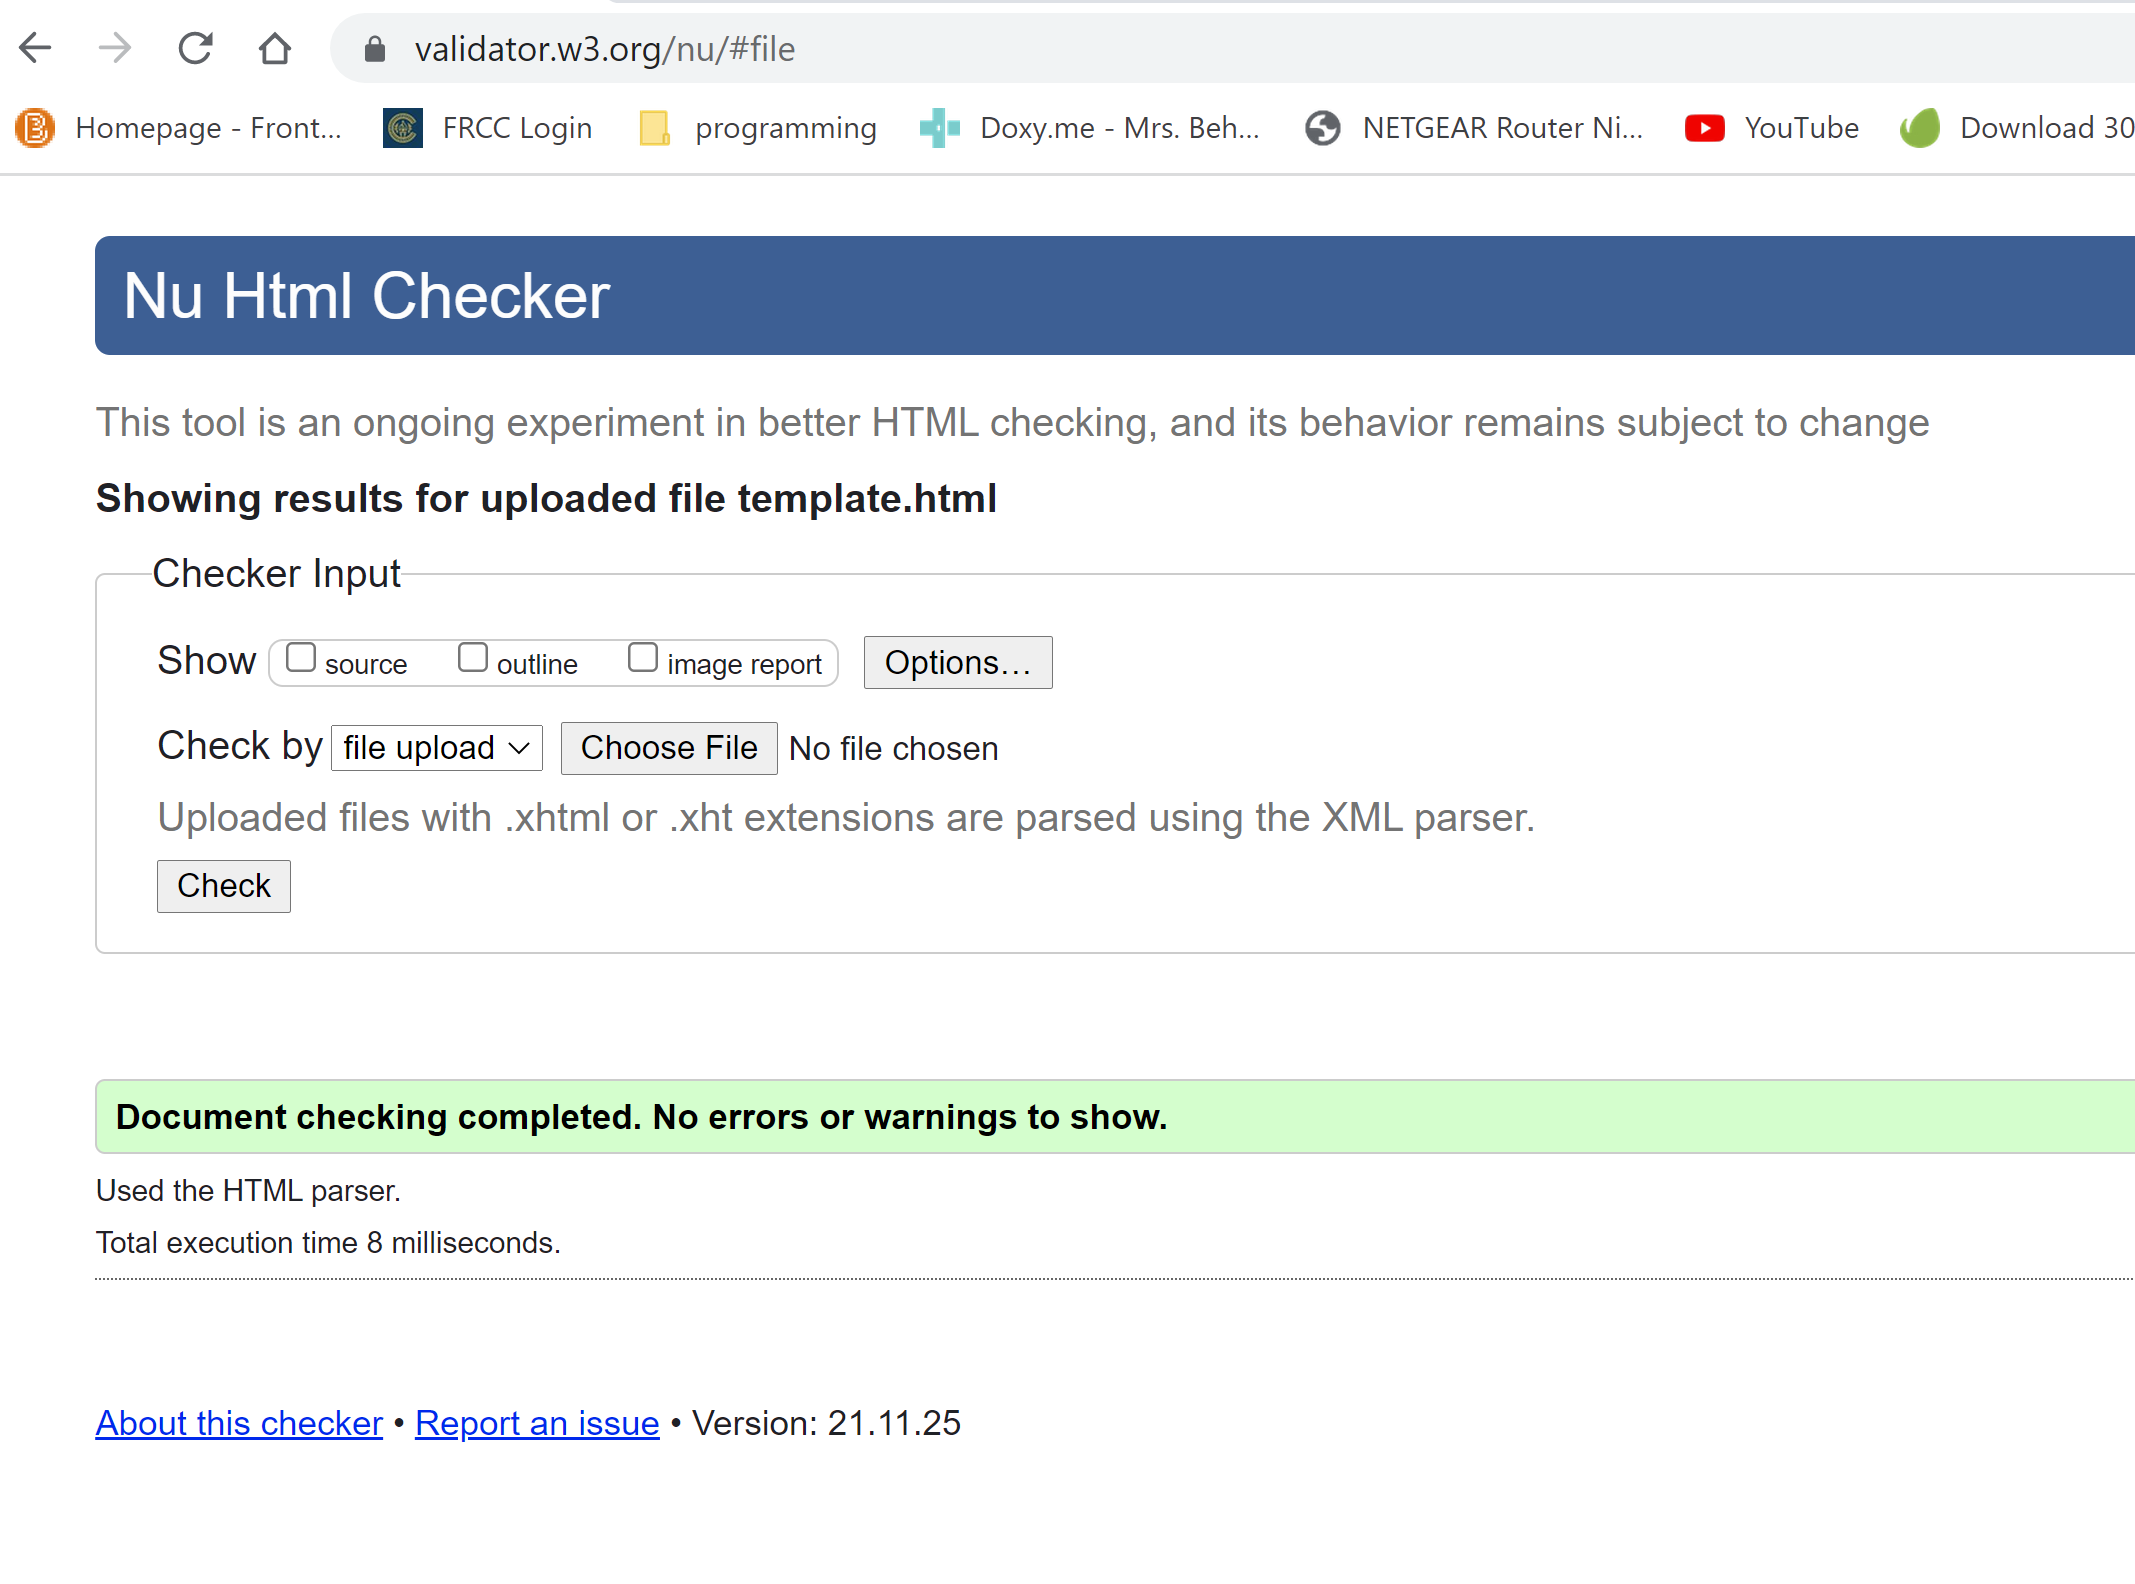 validator.w3.org/nu/#file
Homepage - Front... FRCC Login programming Doxy.me - Mrs. Beh... NETGEAR Router Ni... YouTube Download 30
Nu Html Checker
This tool is an ongoing experiment in better HTML checking, and its behavior remains subject to change
Showing results for uploaded file template.html
Checker Input
Show source outline image report Options...
Check by file upload Choose File No file chosen
Uploaded files with .xhtml or .xht extensions are parsed using the XML parser.
Check
Document checking completed. No errors or warnings to show.
Used the HTML parser.
Total execution time 8 milliseconds.
About this checker • Report an issue • Version: 21.11.25